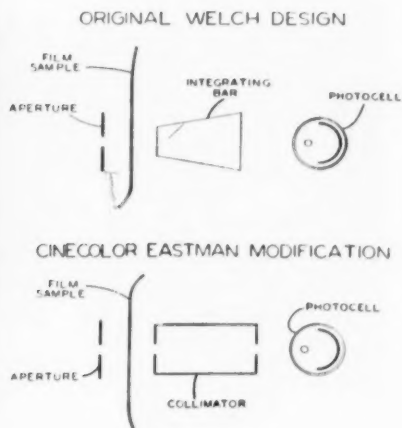 ORIGINAL WELCH DESIGN
FILM
SAMPLE
INTEGRATING
BAR
PHOTOCELL
APERTURE
CINECOLOR EASTMAN MODIFICATION
FILM
SAMPLE
PHOTOCELL
APERTURE
COLLIMATOR